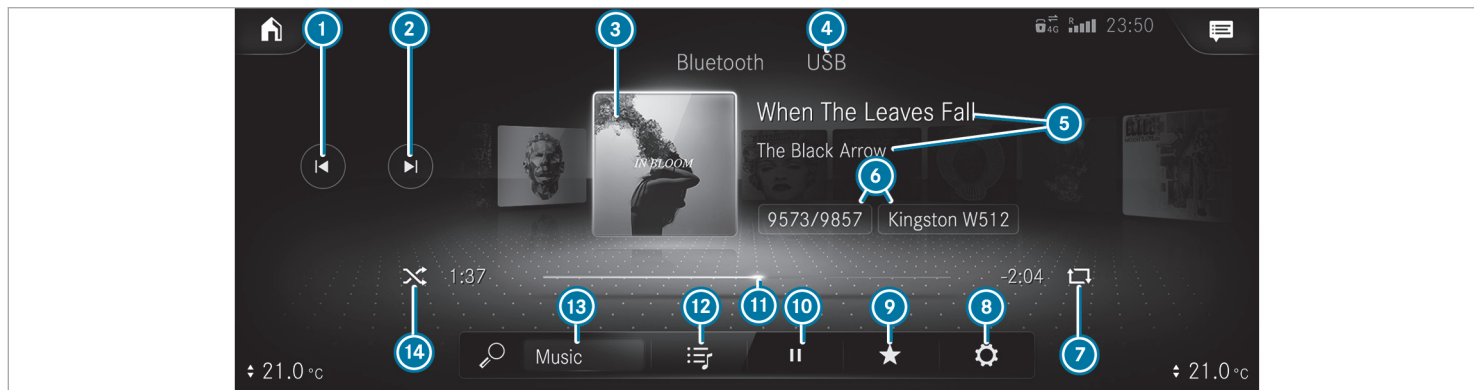 1 2 3 4
4G R 23:50
Bluetooth USB
When The Leaves Fall
5
The Black Arrow
IN BLOOM
6
9573/9857 Kingston W512
1:37 -2:04
13 12 11 10 9 8
14 Music 7
21.0 °C 21.0 °C